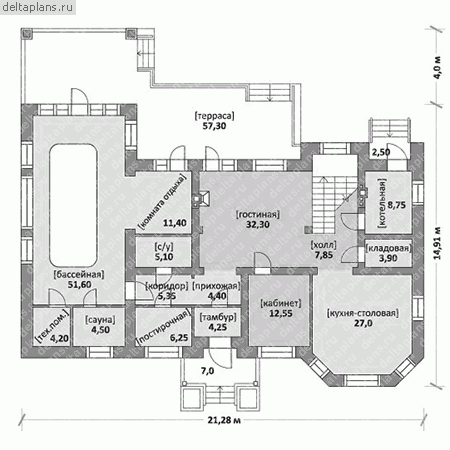 deltaplans.ru
4,0 м
[терраса]
57,30
2,50
[комната отдыха]
11,40
[котельная]
8,75
[гостиная]
32,30
14,91 м
[с/у]
5,10
[холл]
7,85
[кладовая]
3,90
[бассейная]
51,60
[коридор]
5,35
[прихожая]
4,40
[кабинет]
12,55
[кухня-столовая]
27,0
[тех.пом.]
4,20
[сауна]
4,50
[постирочная]
6,25
[тамбур]
4,25
7,0
21,28 м